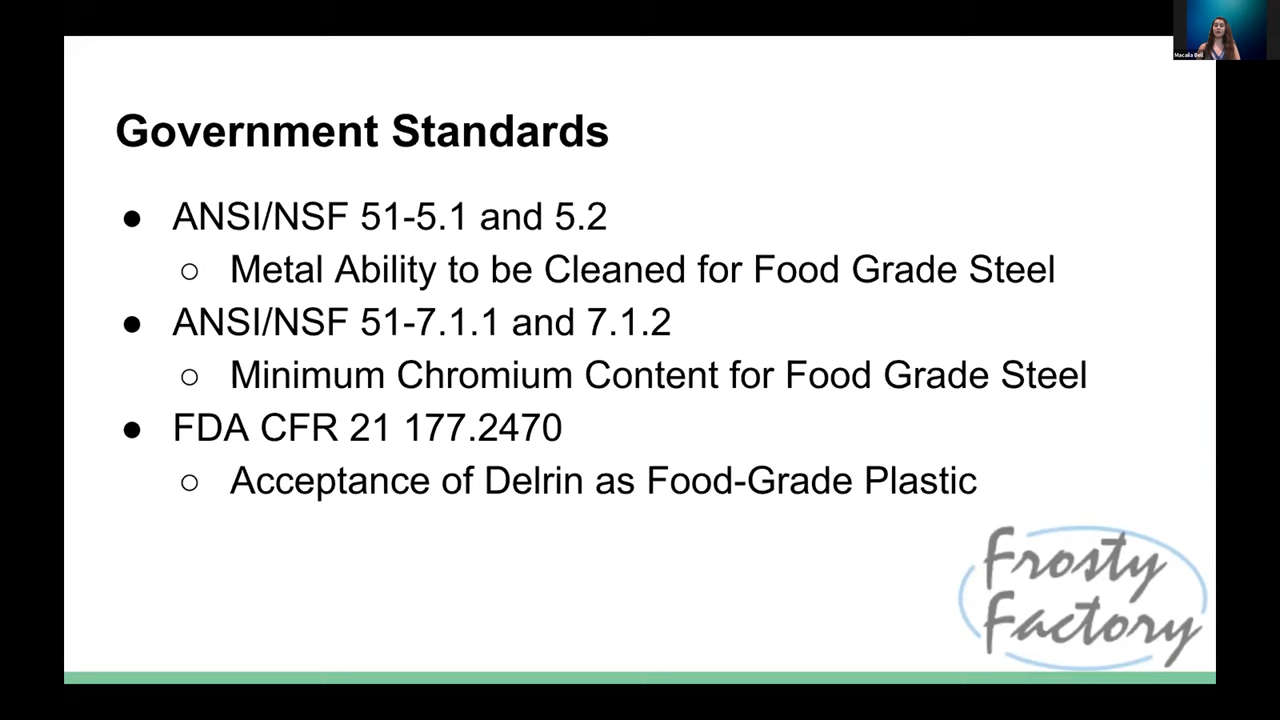 Macaila Bell
Government Standards
● ANSI/NSF 51-5.1 and 5.2
○ Metal Ability to be Cleaned for Food Grade Steel
● ANSI/NSF 51-7.1.1 and 7.1.2
○ Minimum Chromium Content for Food Grade Steel
● FDA CFR 21 177.2470
○ Acceptance of Delrin as Food-Grade Plastic
Frosty
Factory